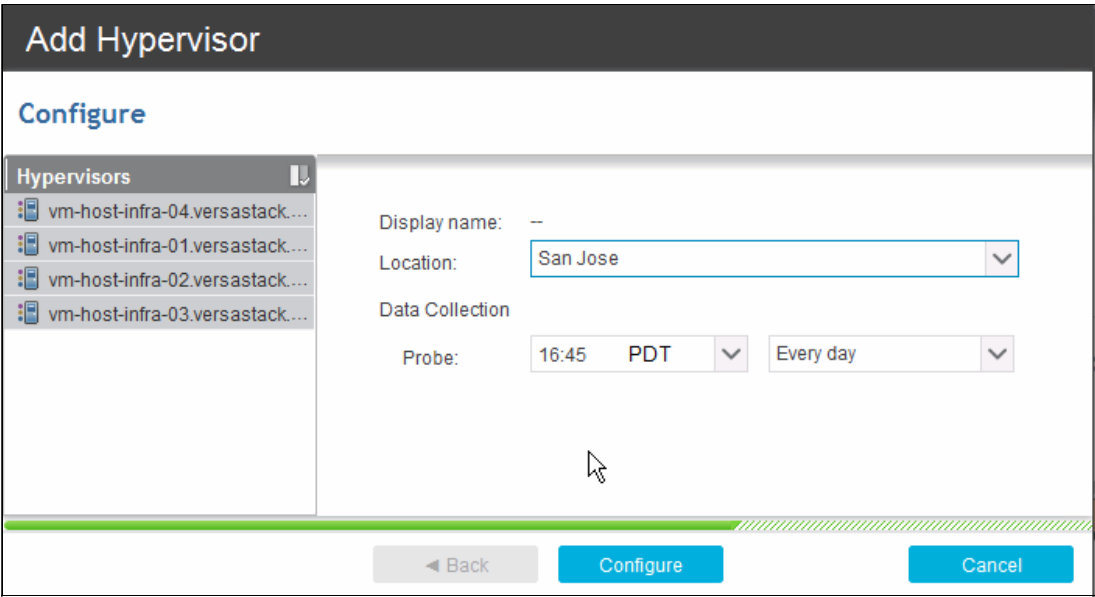 Add Hypervisor
Configure
Hypervisors
vm-host-infra-04.versastack....
vm-host-infra-01.versastack....
vm-host-infra-02.versastack....
vm-host-infra-03.versastack....
Display name: --
Location: San Jose
Data Collection
Probe: 16:45 PDT Every day
◄ Back Configure Cancel